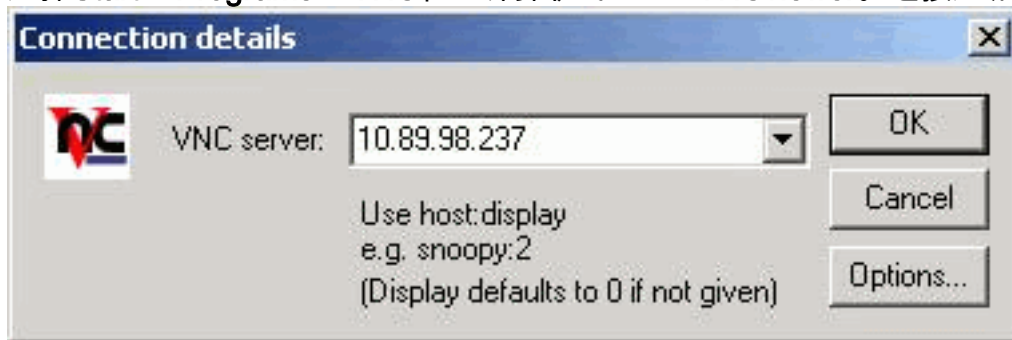 Connection details
VNC server:
10.89.98.237
OK
Use host:display
e.g. snoopy:2
(Display defaults to 0 if not given)
Cancel
Options...